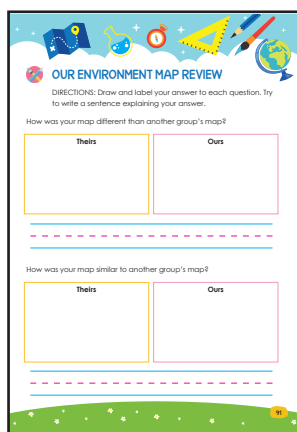 OUR ENVIRONMENT MAP REVIEW
DIRECTIONS: Draw and label your answer to each question. Try
to write a sentence explaining your answer.
How was your map different than another group's map?
Theirs Ours
How was your map similar to another group's map?
Theirs Ours
91